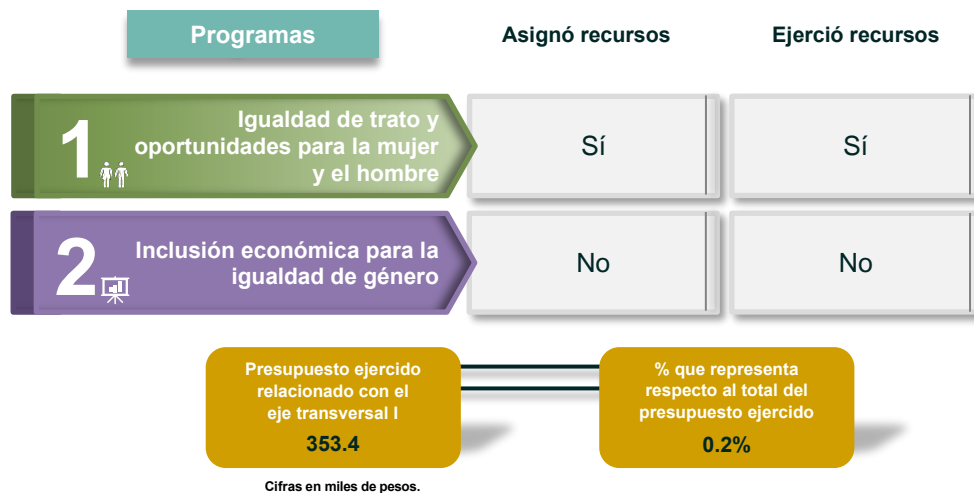 Programas
Asignó recursos
Ejerció recursos
1
Igualdad de trato y
oportunidades para la mujer
y el hombre
Sí
Sí
2
Inclusión económica para la
igualdad de género
No
No
Presupuesto ejercido
relacionado con el
eje transversal I
353.4
% que representa
respecto al total del
presupuesto ejercido
0.2%
Cifras en miles de pesos.